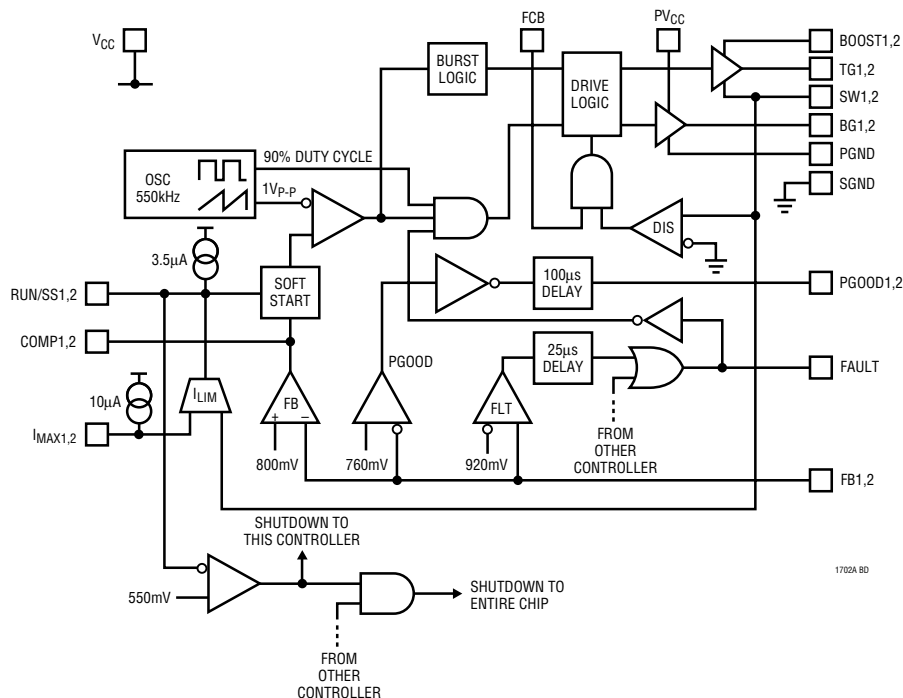 VCC
FCB
PVCC
BOOST1,2
TG1,2
SW1,2
BG1,2
PGND
SGND
BURST
LOGIC
DRIVE
LOGIC
90% DUTY CYCLE
OSC
550kHz
1VP-P
DIS
3.5µA
RUN/SS1,2
SOFT
START
100µs
DELAY
PGOOD1,2
COMP1,2
PGOOD
25µs
DELAY
FAULT
10µA
ILIM
FB
+ –
FLT
IMAX1,2
800mV
760mV
920mV
FROM
OTHER
CONTROLLER
FB1,2
SHUTDOWN TO
THIS CONTROLLER
1702A BD
550mV
SHUTDOWN TO
ENTIRE CHIP
FROM
OTHER
CONTROLLER